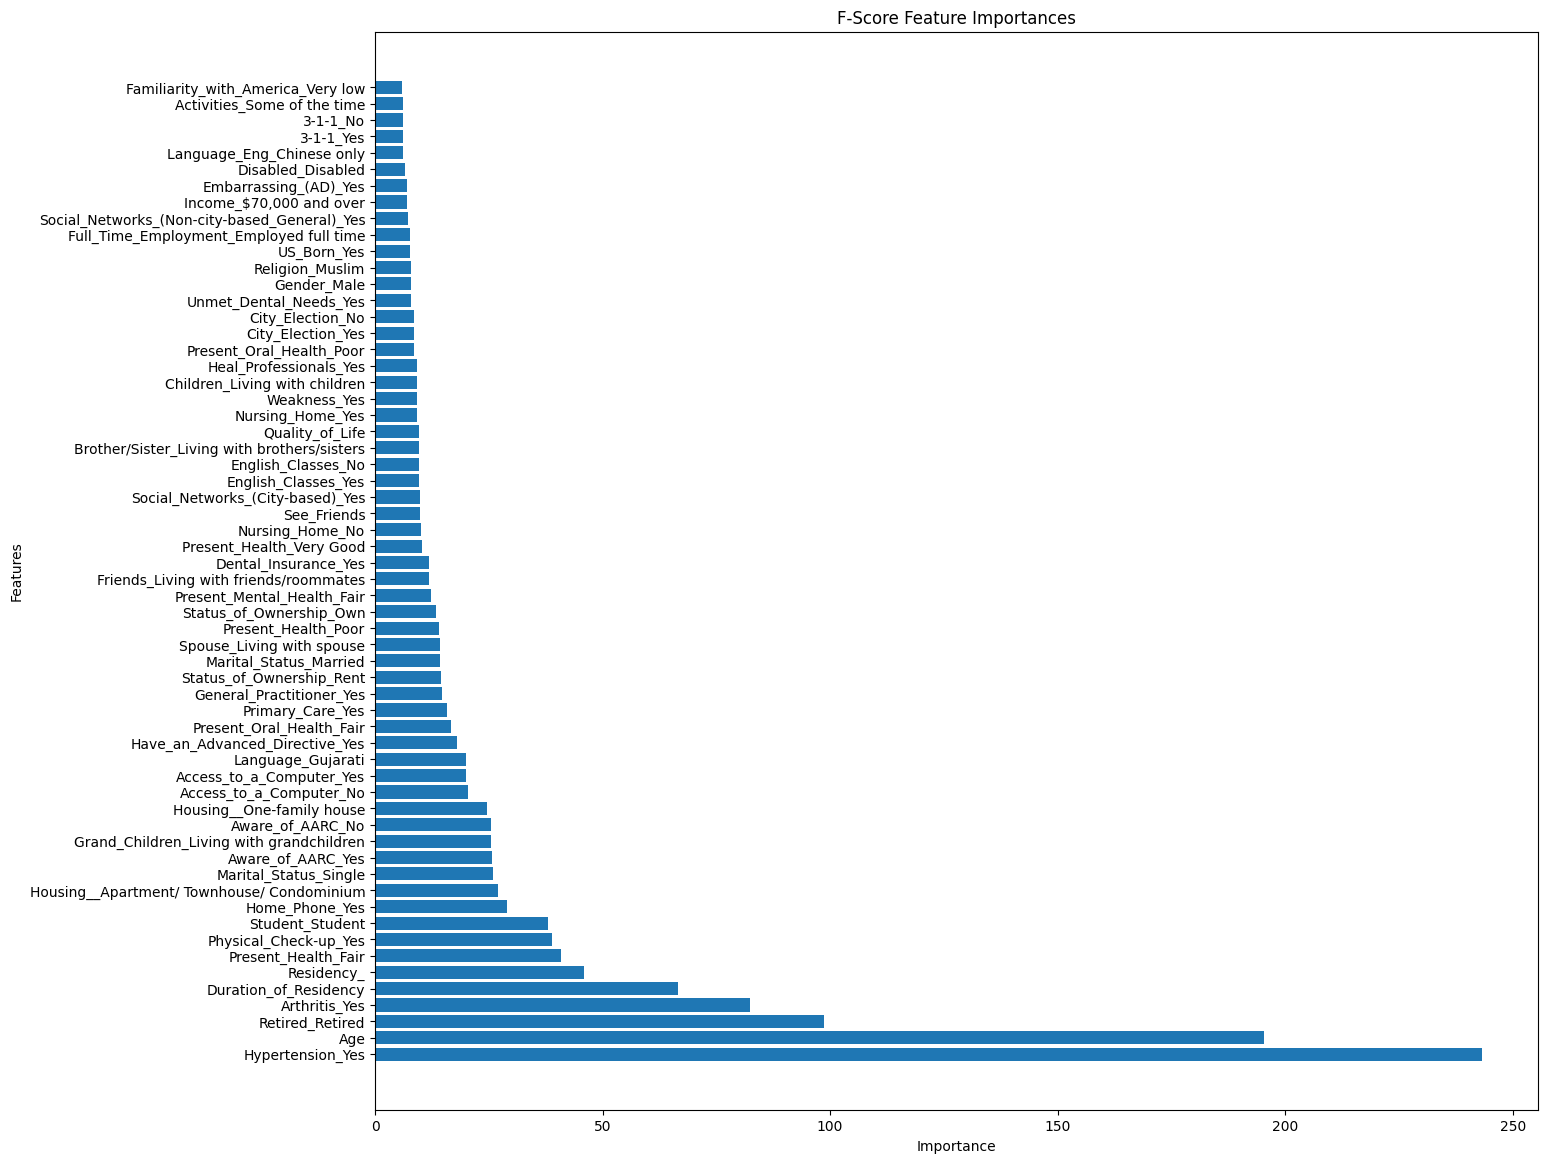 F-Score Feature Importances
Familiarity_with_America_Very low
Activities_Some of the time
3-1-1_No
3-1-1_Yes
Language_Eng_Chinese only
Disabled_Disabled
Embarrassing_(AD)_Yes
Income_$70,000 and over
Social_Networks_(Non-city-based_General)_Yes
Full_Time_Employment_Employed full time
US_Born_Yes
Religion_Muslim
Gender_Male
Unmet_Dental_Needs_Yes
City_Election_No
City_Election_Yes
Present_Oral_Health_Poor
Heal_Professionals_Yes
Children_Living with children
Weakness_Yes
Nursing_Home_Yes
Quality_of_Life
Brother/Sister_Living with brothers/sisters
English_Classes_No
English_Classes_Yes
Social_Networks_(City-based)_Yes
See_Friends
Nursing_Home_No
Present_Health_Very Good
Dental_Insurance_Yes
Friends_Living with friends/roommates
Present_Mental_Health_Fair
Status_of_Ownership_Own
Present_Health_Poor
Spouse_Living with spouse
Marital_Status_Married
Status_of_Ownership_Rent
General_Practitioner_Yes
Primary_Care_Yes
Present_Oral_Health_Fair
Have_an_Advanced_Directive_Yes
Language_Gujarati
Access_to_a_Computer_Yes
Access_to_a_Computer_No
Housing__One-family house
Aware_of_AARC_No
Grand_Children_Living with grandchildren
Aware_of_AARC_Yes
Marital_Status_Single
Housing__Apartment/ Townhouse/ Condominium
Home_Phone_Yes
Student_Student
Physical_Check-up_Yes
Present_Health_Fair
Residency_
Duration_of_Residency
Arthritis_Yes
Retired_Retired
Age
Hypertension_Yes
Features
0 50 100 150 200 250
Importance